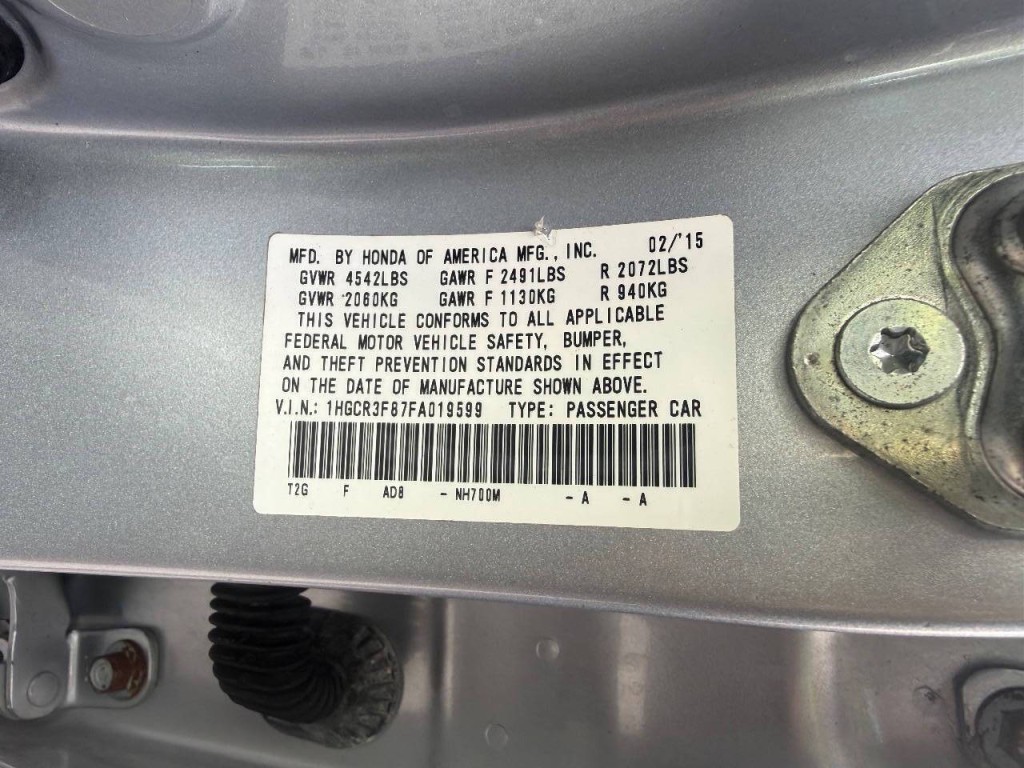 MFD. BY HONDA OF AMERICA MFG., INC. 02/'15
GVWR 4542LBS GAWR F 2491LBS R 2072LBS
GVWR 2060KG GAWR F 1130KG R 940KG
THIS VEHICLE CONFORMS TO ALL APPLICABLE
FEDERAL MOTOR VEHICLE SAFETY, BUMPER,
AND THEFT PREVENTION STANDARDS IN EFFECT
ON THE DATE OF MANUFACTURE SHOWN ABOVE.
V.I.N.: 1HGCR3F87FA019599 TYPE: PASSENGER CAR
T2G F AD8 - NH700M - A - A